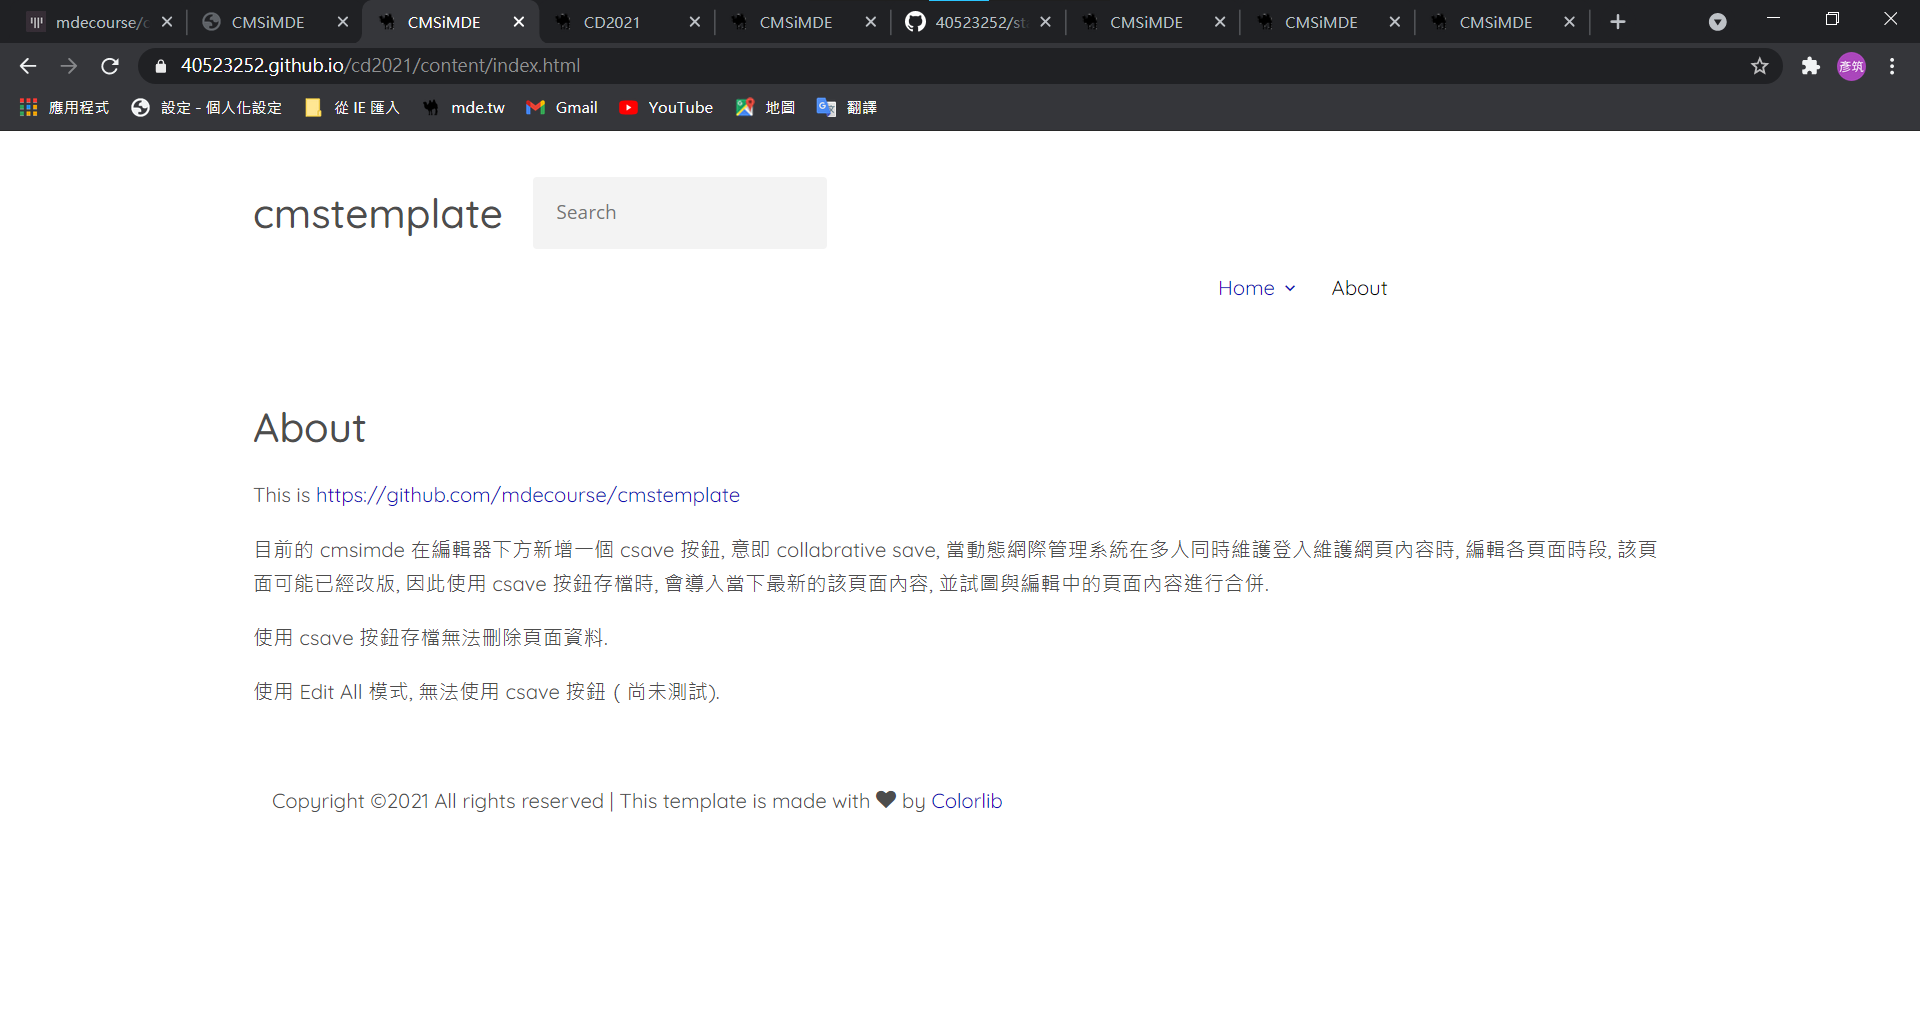 mdecourse/c
CMSiMDE
CMSiMDE
CD2021
CMSiMDE
40523252/st
CMSiMDE
CMSiMDE
CMSiMDE
40523252.github.io/cd2021/content/index.html
彥筑
應用程式
設定 - 個人化設定
從 IE 匯入
mde.tw
Gmail
YouTube
地圖
翻譯
cmstemplate
Search
Home
About
About
This is https://github.com/mdecourse/cmstemplate
目前的 cmsimde 在編輯器下方新增一個 csave 按鈕, 意即 collabrative save, 當動態網際管理系統在多人同時維護登入維護網頁內容時, 編輯各頁面時段, 該頁
面可能已經改版, 因此使用 csave 按鈕存檔時, 會導入當下最新的該頁面內容, 並試圖與編輯中的頁面內容進行合併.
使用 csave 按鈕存檔無法刪除頁面資料.
使用 Edit All 模式, 無法使用 csave 按鈕 ( 尚未測試).
Copyright ©2021 All rights reserved | This template is made with ♥ by Colorlib